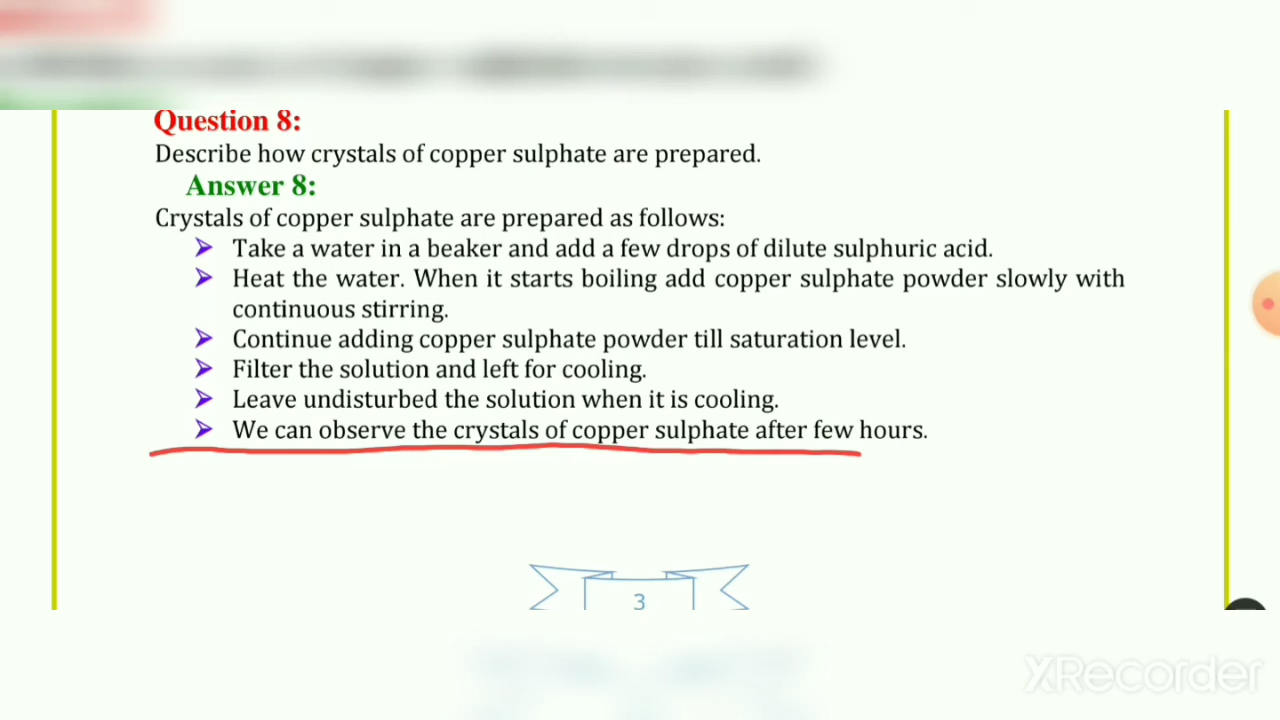 Question 8:
Describe how crystals of copper sulphate are prepared.
Answer 8:
Crystals of copper sulphate are prepared as follows:
➢ Take a water in a beaker and add a few drops of dilute sulphuric acid.
➢ Heat the water. When it starts boiling add copper sulphate powder slowly with
continuous stirring.
➢ Continue adding copper sulphate powder till saturation level.
➢ Filter the solution and left for cooling.
➢ Leave undisturbed the solution when it is cooling.
➢ We can observe the crystals of copper sulphate after few hours.
3
XRecorder